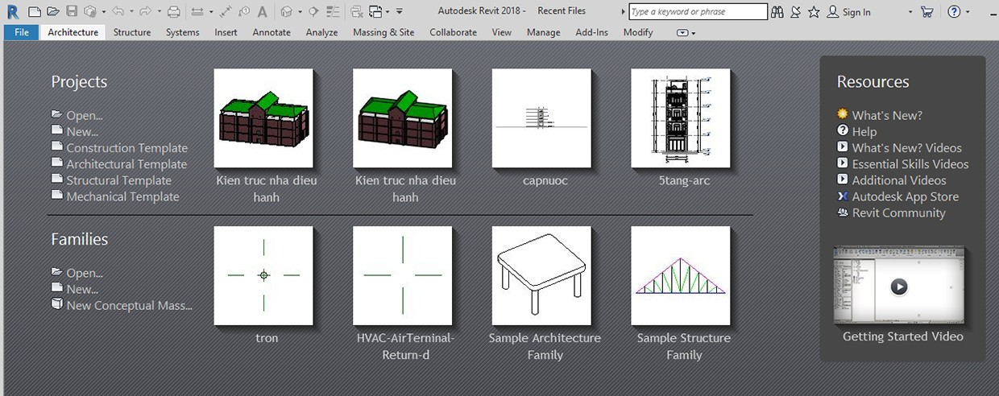 Autodesk Revit 2018 - Recent Files
Type a keyword or phrase
Sign In
File Architecture Structure Systems Insert Annotate Analyze Massing & Site Collaborate View Manage Add-Ins Modify
Projects
Open...
New...
Construction Template
Architectural Template
Structural Template
Mechanical Template
Kien truc nha dieu
hanh
Kien truc nha dieu
hanh
capnuoc
5tang-arc
Families
Open...
New...
New Conceptual Mass...
tron
HVAC-AirTerninal-
Return-d
Sample Architecture
Family
Sample Structure
Family
Resources
What's New?
Help
What's New? Videos
Essential Skills Videos
Additional Videos
Autodesk App Store
Revit Community
Getting Started Video